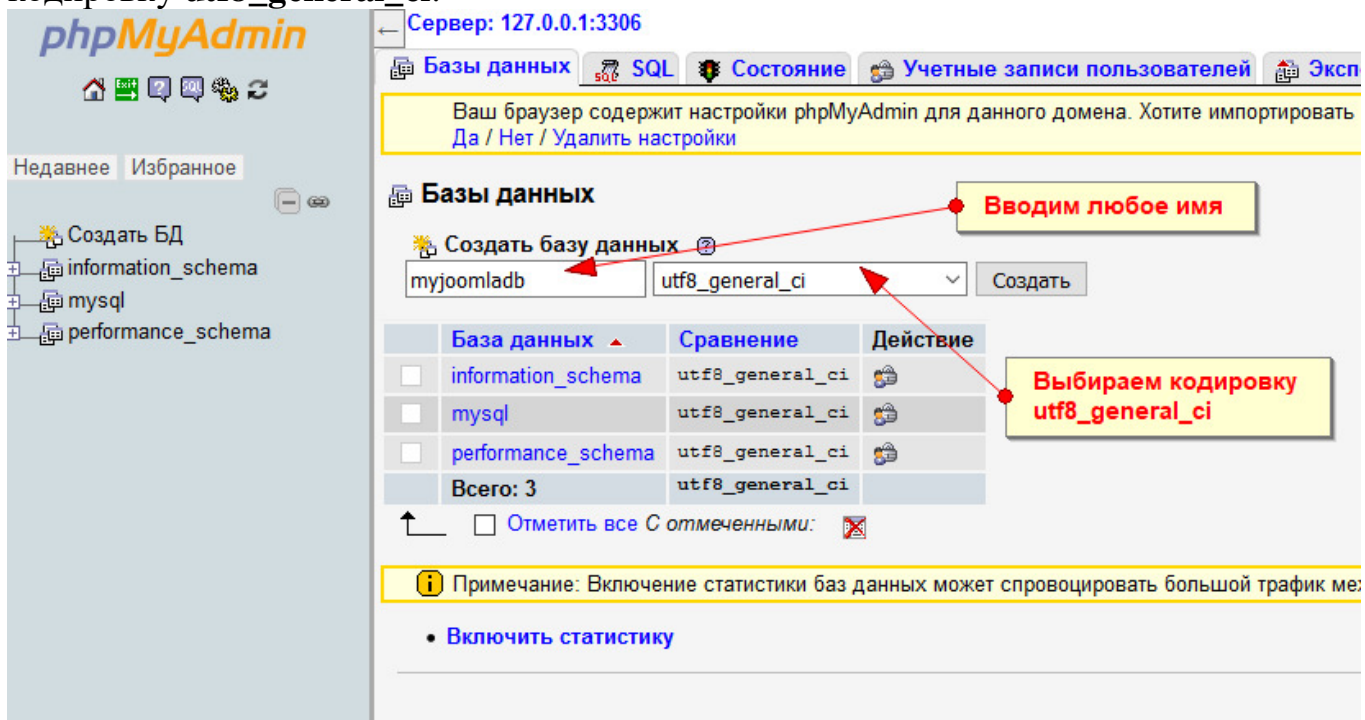 кодировку utf8_general_ci.
phpMyAdmin
Недавнее Избранное
Создать БД
information_schema
mysql
performance_schema
Сервер: 127.0.0.1:3306
Базы данных SQL Состояние Учетные записи пользователей Эксп
Ваш браузер содержит настройки phpMyAdmin для данного домена. Хотите импортировать
Да / Нет / Удалить настройки
Базы данных
Вводим любое имя
Создать базу данных
myjoomladb utf8_general_ci Создать
База данных Сравнение Действие
information_schema utf8_general_ci
mysql utf8_general_ci
performance_schema utf8_general_ci
Всего: 3 utf8_general_ci
Выбираем кодировку
utf8_general_ci
Отметить все С отмеченными:
Примечание: Включение статистики баз данных может спровоцировать большой трафик меж
• Включить статистику